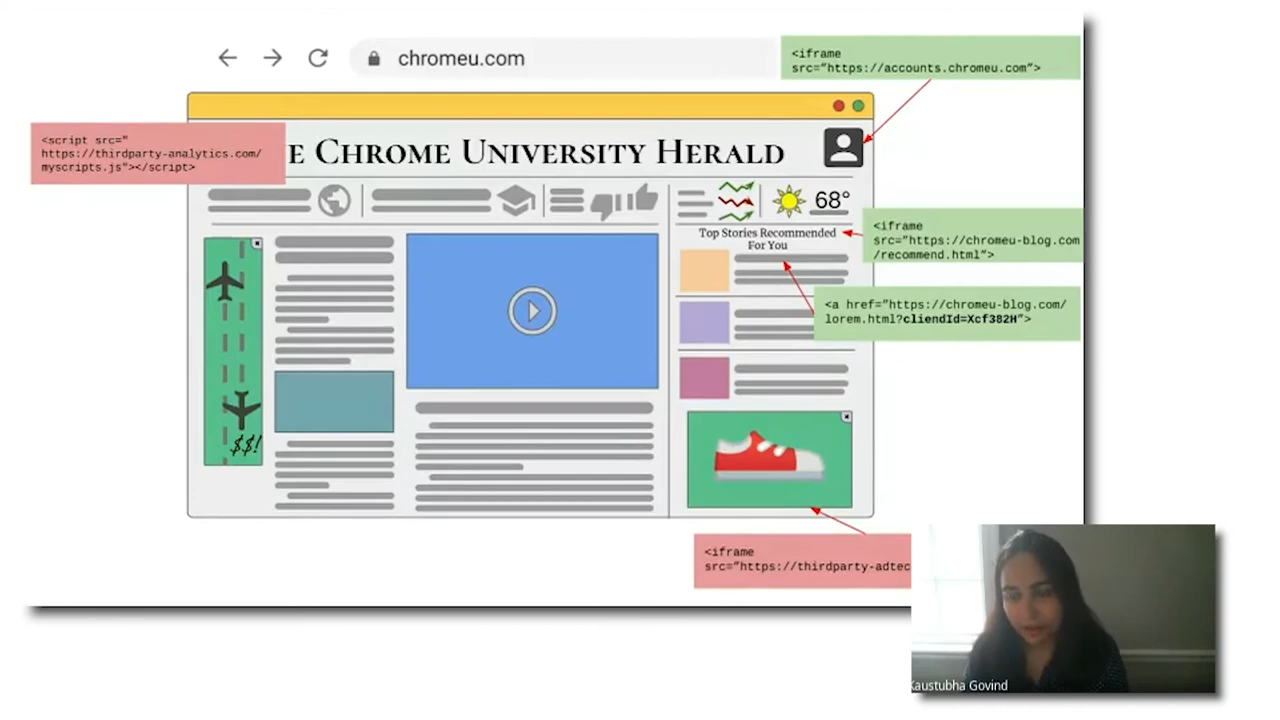 <iframe
src="https://accounts.chromeu.com">
chromeu.com
<script src="
https://thirdparty-analytics.com/
myscripts.js"></script>
E CHROME UNIVERSITY HERALD
68°
Top Stories Recommended
For You
<iframe
src="https://chromeu-blog.com
/recommend.html">
<a href="https://chromeu-blog.com/
lorem.html?cliendId=Xcf382H">
$$!
<iframe
src="https://thirdparty-adtec
Kaustubha Govind